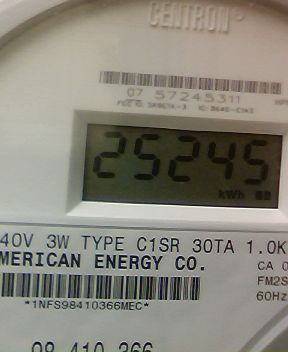 CENTRON®
07 57245311
25245
kWh
40V 3W TYPE C1SR 30TA 1.0K
MERICAN ENERGY CO.
CA 0
FM2S
60Hz
*1NFS98410366MEC*
98 410 366